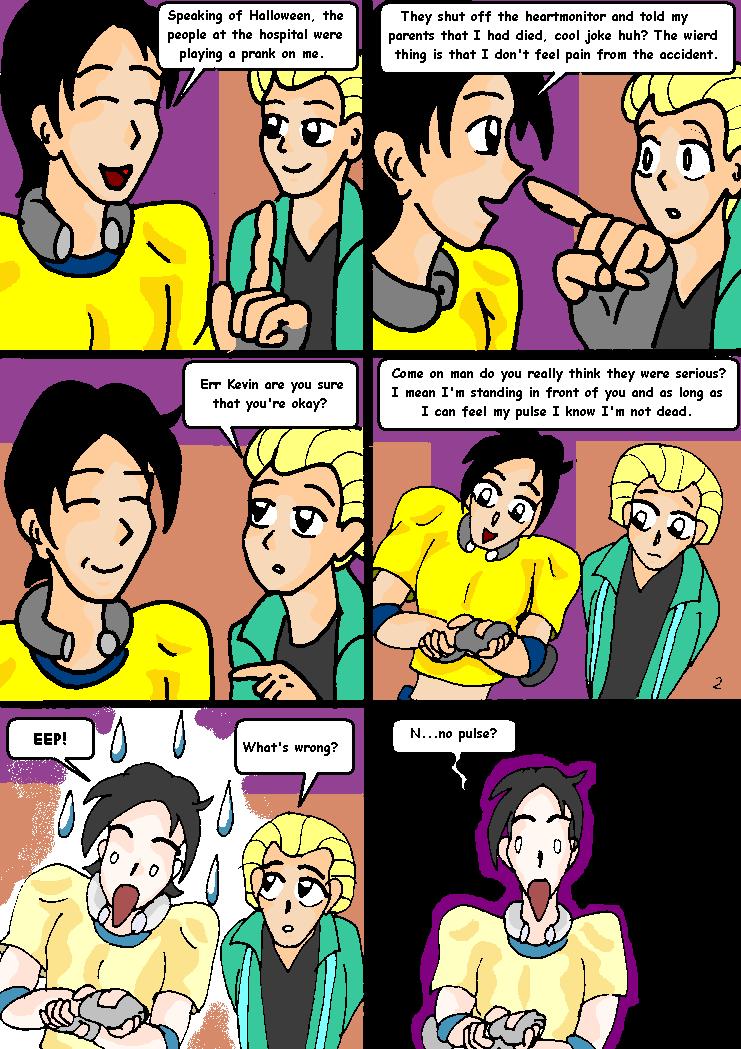 Speaking of Halloween, the
people at the hospital were
playing a prank on me.
They shut off the heartmonitor and told my
parents that I had died, cool joke huh? The wierd
thing is that I don't feel pain from the accident.
Err Kevin are you sure
that you're okay?
Come on man do you really think they were serious?
I mean I'm standing in front of you and as long as
I can feel my pulse I know I'm not dead.
2
EEP!
What's wrong?
N...no pulse?